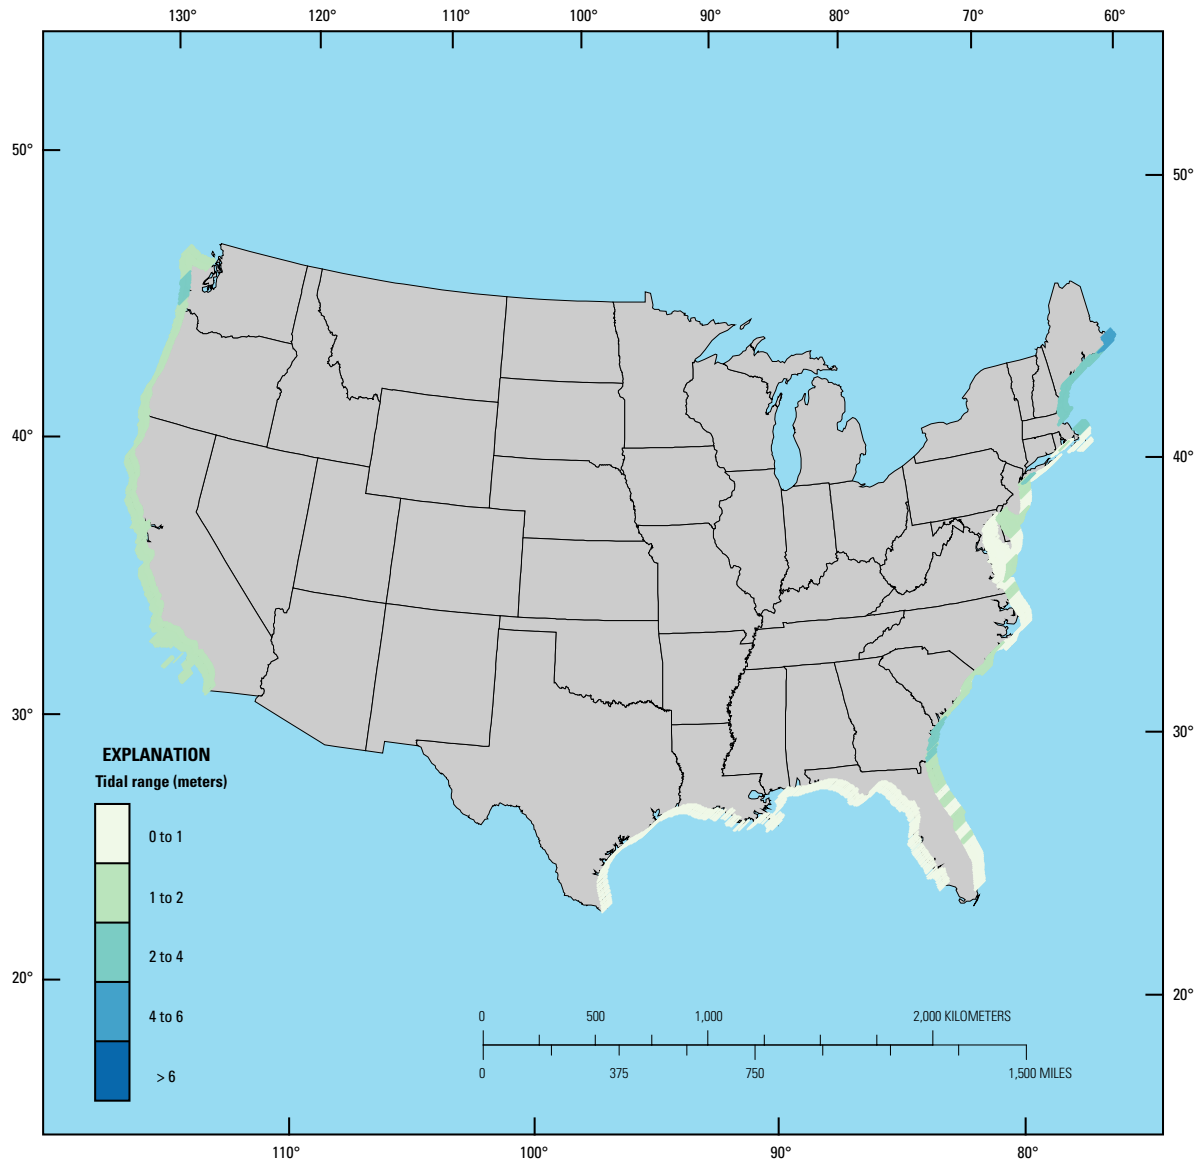 130° 120° 110° 100° 90° 80° 70° 60°
50° 50°
40° 40°
30° 30°
EXPLANATION
Tidal range (meters)
0 to 1
1 to 2
2 to 4
4 to 6
> 6
20° 20°
0 500 1,000 2,000 KILOMETERS
0 375 750 1,500 MILES
110° 100° 90° 80°